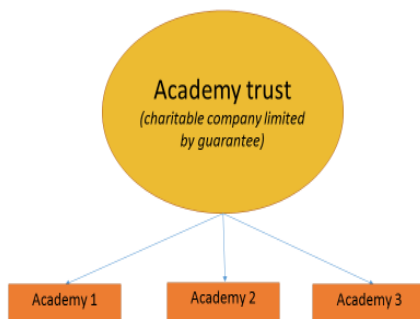 Academy trust
(charitable company limited
by guarantee)
Academy 1
Academy 2
Academy 3